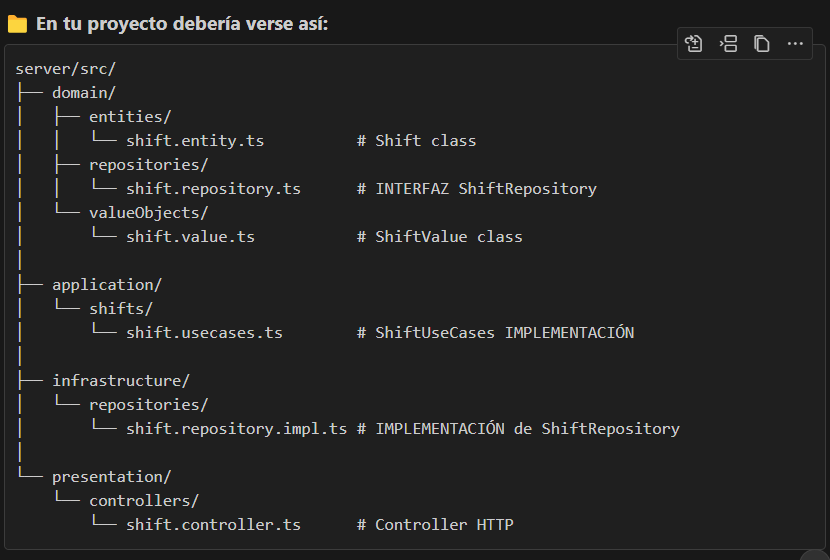 En tu proyecto debería verse así:
server/src/
├── domain/
│   ├── entities/
│   │   └── shift.entity.ts          # Shift class
│   ├── repositories/
│   │   └── shift.repository.ts      # INTERFAZ ShiftRepository
│   └── valueObjects/
│       └── shift.value.ts           # ShiftValue class
│
├── application/
│   └── shifts/
│       └── shift.usecases.ts        # ShiftUseCases IMPLEMENTACIÓN
│
├── infrastructure/
│   └── repositories/
│       └── shift.repository.impl.ts # IMPLEMENTACIÓN de ShiftRepository
│
└── presentation/
    └── controllers/
        └── shift.controller.ts      # Controller HTTP